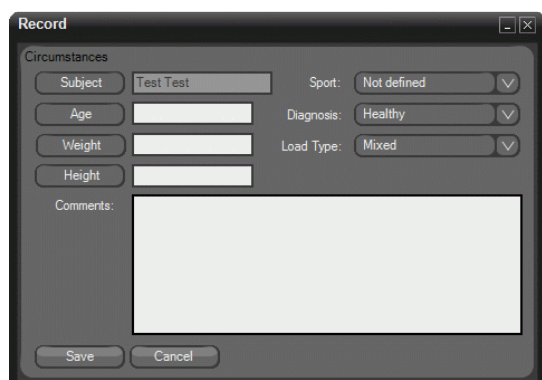 Record
Circumstances
Subject Test Test Sport: Not defined
Age Diagnosis: Healthy
Weight Load Type: Mixed
Height
Comments:
Save Cancel